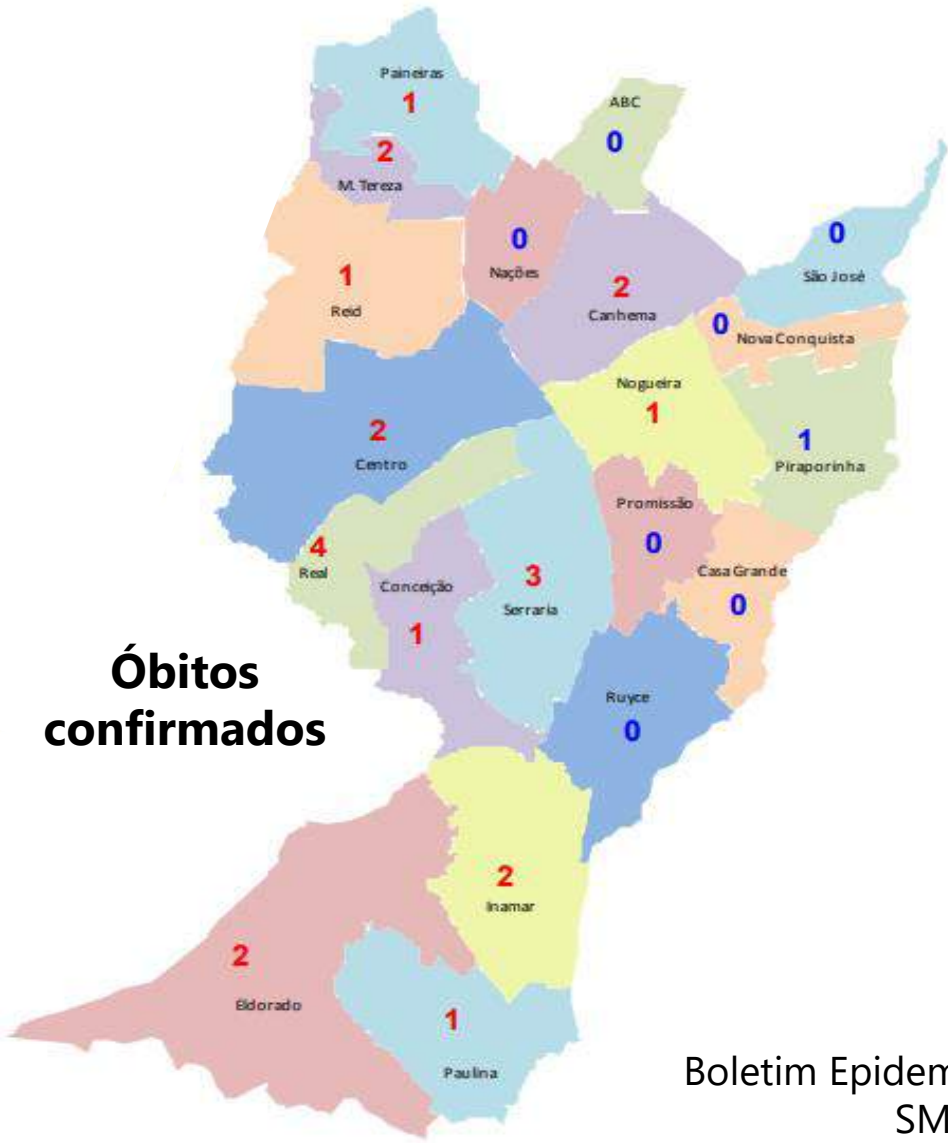 Paineiras
1
ABC
0
2
M. Tereza
0
Nações
0
São José
1
Reid
2
Canhema
0
Nova Conquista
Nogueira
1
2
Centro
1
Piraporinha
Promissão
0
4
Real
Conceição
1
3
Serraria
Casa Grande
0
Óbitos
confirmados
Ruyce
0
2
Inamar
2
Eldorado
1
Paulina
Boletim Epidem
SM